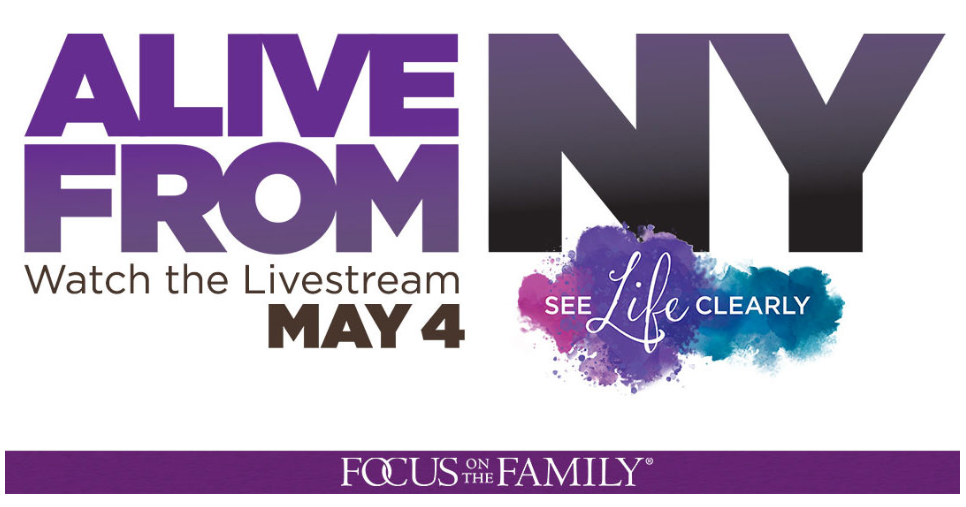 ALIVE
FROM
NY
Watch the Livestream
MAY 4
SEE Life CLEARLY
FOCUS ON THE FAMILY®